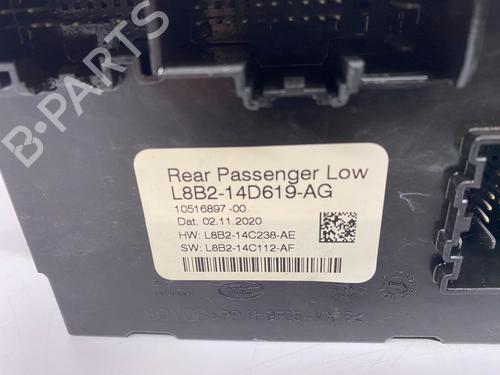 Rear Passenger Low
L8B2-14D619-AG
10516897-00
Dat. 02.11.2020
HW: L8B2-14C238-AE
SW: L8B2-14C112-AF
B-PARTS